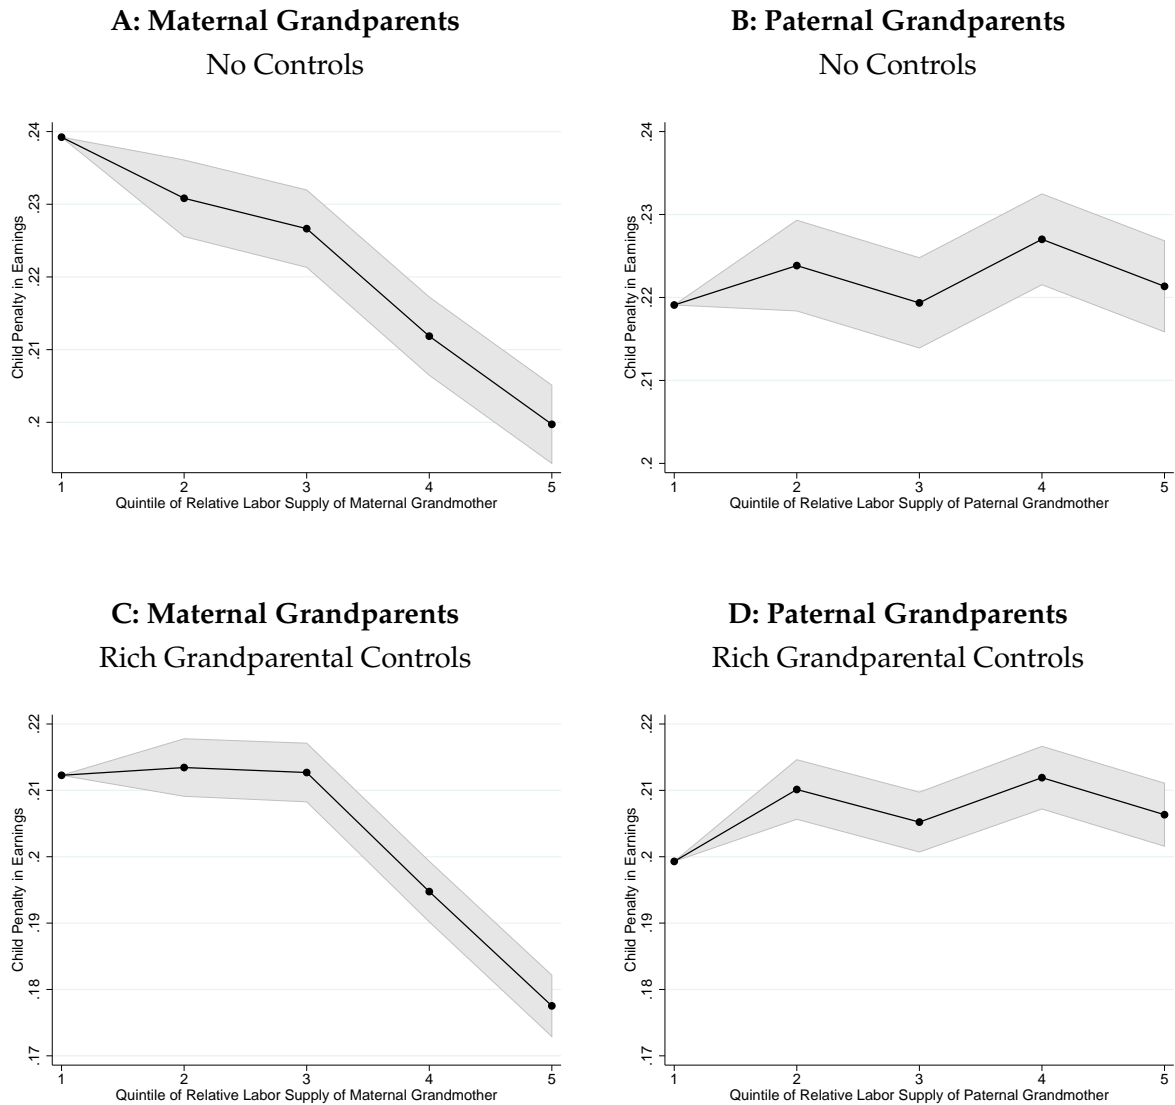 A: Maternal Grandparents
No Controls
.24
.23
.22
.21
.2
Child Penalty in Earnings
1 2 3 4 5
Quintile of Relative Labor Supply of Maternal Grandmother
B: Paternal Grandparents
No Controls
.24
.23
.22
.21
.2
Child Penalty in Earnings
1 2 3 4 5
Quintile of Relative Labor Supply of Paternal Grandmother
C: Maternal Grandparents
Rich Grandparental Controls
.22
.21
.2
.19
.18
.17
Child Penalty in Earnings
1 2 3 4 5
Quintile of Relative Labor Supply of Maternal Grandmother
D: Paternal Grandparents
Rich Grandparental Controls
.22
.21
.2
.19
.18
.17
Child Penalty in Earnings
1 2 3 4 5
Quintile of Relative Labor Supply of Paternal Grandmother